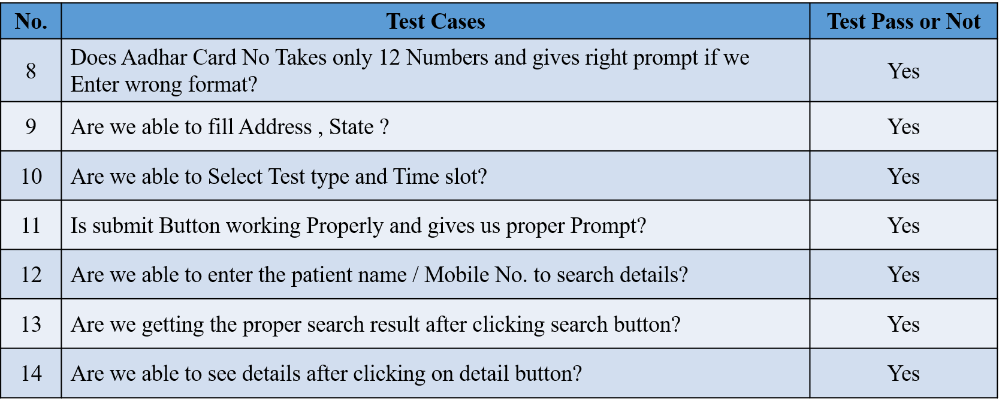 No. Test Cases Test Pass or Not
8 Does Aadhar Card No Takes only 12 Numbers and gives right prompt if we
Enter wrong format? Yes
9 Are we able to fill Address , State ? Yes
10 Are we able to Select Test type and Time slot? Yes
11 Is submit Button working Properly and gives us proper Prompt? Yes
12 Are we able to enter the patient name / Mobile No. to search details? Yes
13 Are we getting the proper search result after clicking search button? Yes
14 Are we able to see details after clicking on detail button? Yes